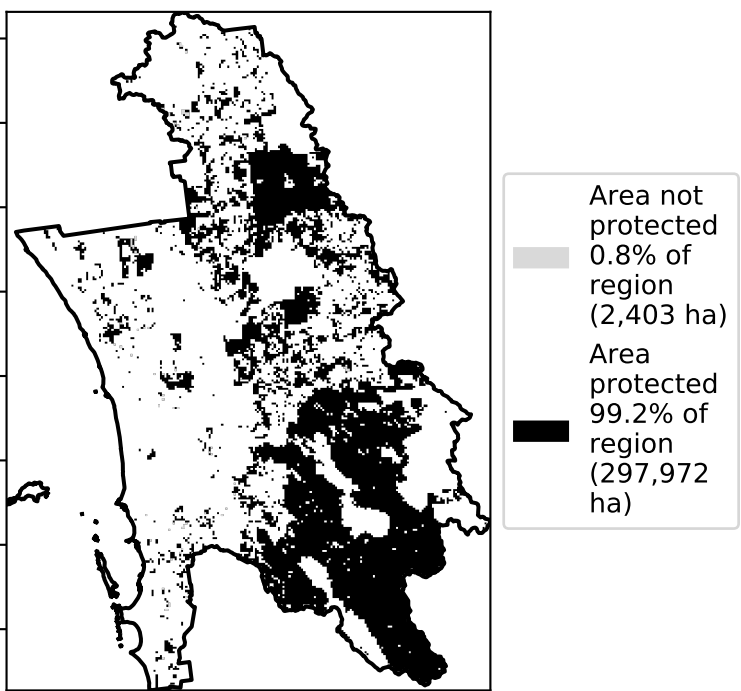 Area not
protected
0.8% of
region
(2,403 ha)
Area
protected
99.2% of
region
(297,972
ha)